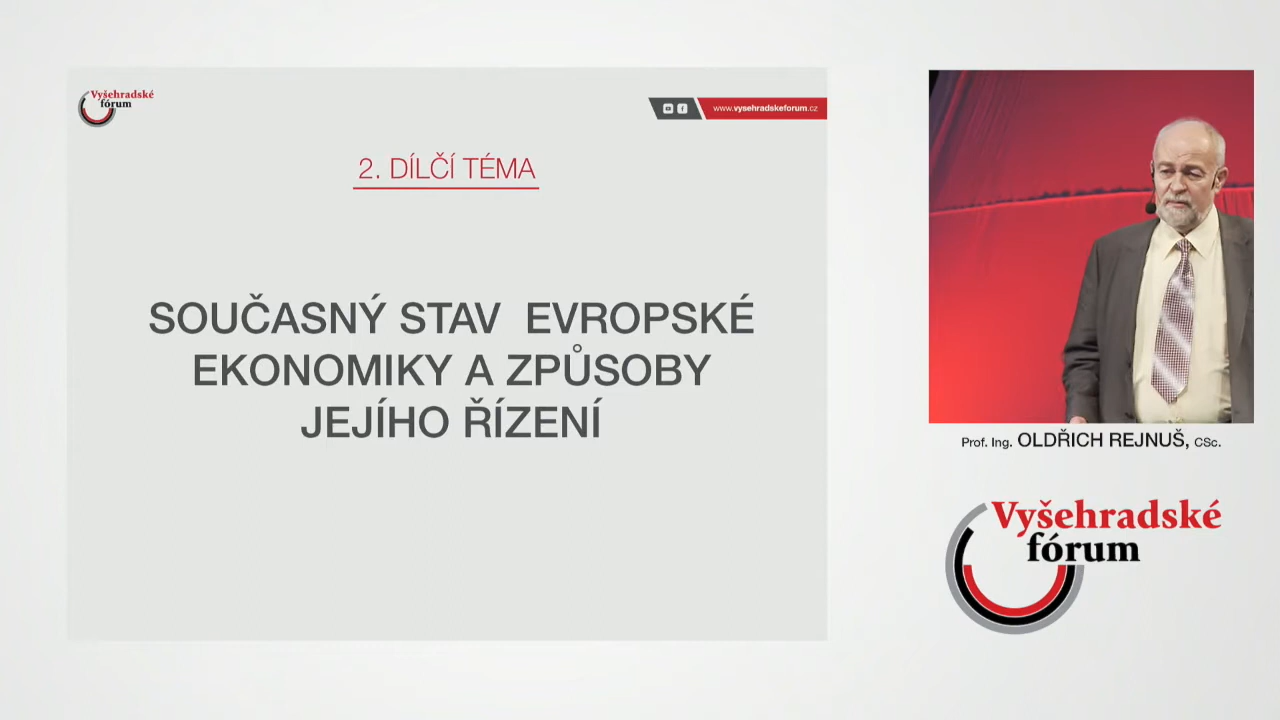 Vyšehradské
fórum
www.vysehradskeforum.cz
2. DÍLČÍ TÉMA
SOUČASNÝ STAV EVROPSKÉ
EKONOMIKY A ZPŮSOBY
JEJÍHO ŘÍZENÍ
Prof. Ing. OLDŘICH REJNUŠ, CSc.
Vyšehradské
fórum